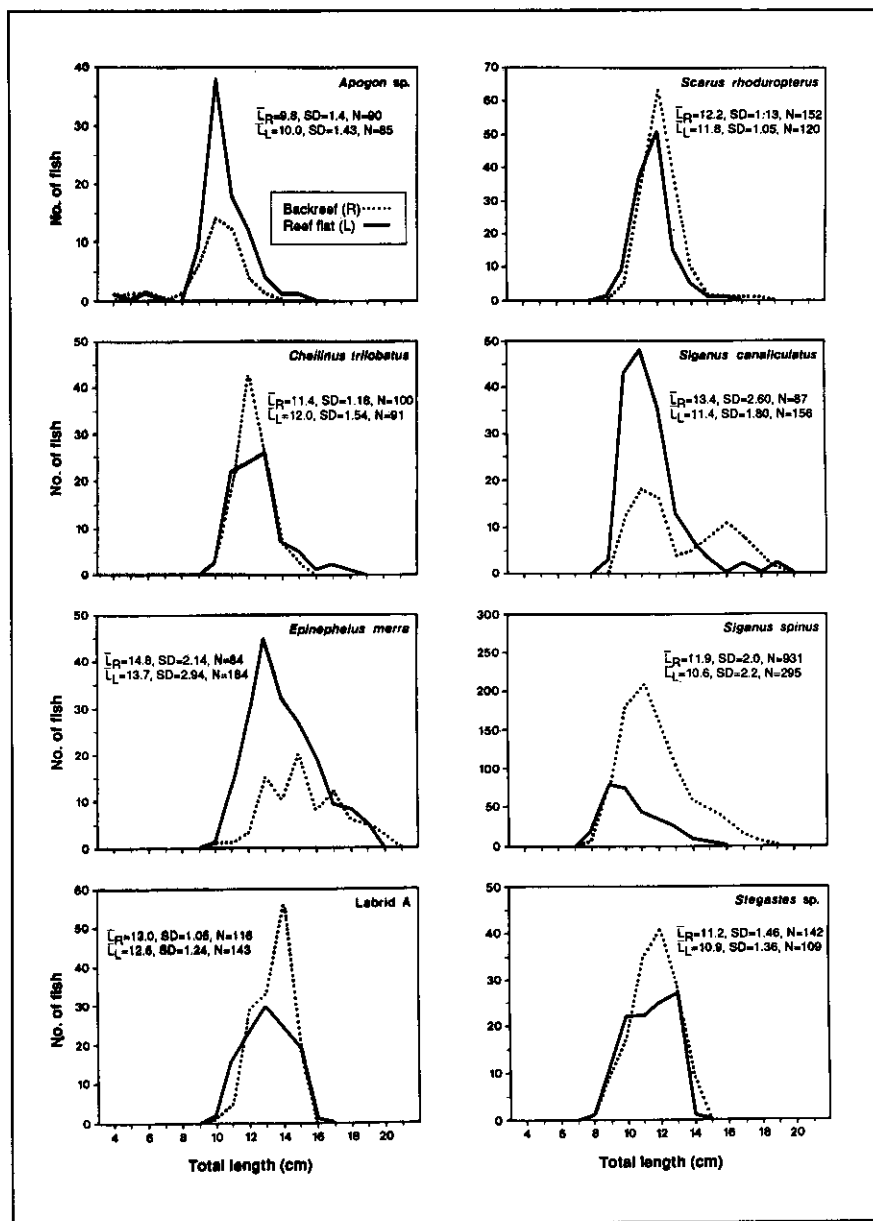 Apogon sp.
L̄R=9.8, SD=1.4, N=90
L̄L=10.0, SD=1.43, N=85
Backreef (R)
Reef flat (L)
No. of fish
40
30
20
10
0
Scarus rhoduropterus
L̄R=12.2, SD=1:13, N=152
L̄L=11.8, SD=1.05, N=120
70
60
50
40
30
20
10
0
Cheilinus trilobatus
L̄R=11.4, SD=1.18, N=100
L̄L=12.0, SD=1.54, N=91
No. of fish
50
40
30
20
10
0
Siganus canaliculatus
L̄R=13.4, SD=2.60, N=87
L̄L=11.4, SD=1.80, N=156
50
40
30
20
10
0
Epinephelus merra
L̄R=14.8, SD=2.14, N=84
L̄L=13.7, SD=2.94, N=184
No. of fish
50
40
30
20
10
0
Siganus spinus
L̄R=11.9, SD=2.0, N=931
L̄L=10.6, SD=2.2, N=295
300
250
200
150
100
50
0
Labrid A
L̄R=13.0, SD=1.06, N=116
L̄L=12.6, SD=1.24, N=143
No. of fish
60
50
40
30
20
10
0
4 6 8 10 12 14 16 18 20
Total length (cm)
Stegastes sp.
L̄R=11.2, SD=1.46, N=142
L̄L=10.9, SD=1.36, N=109
50
40
30
20
10
0
4 6 8 10 12 14 16 18 20
Total length (cm)